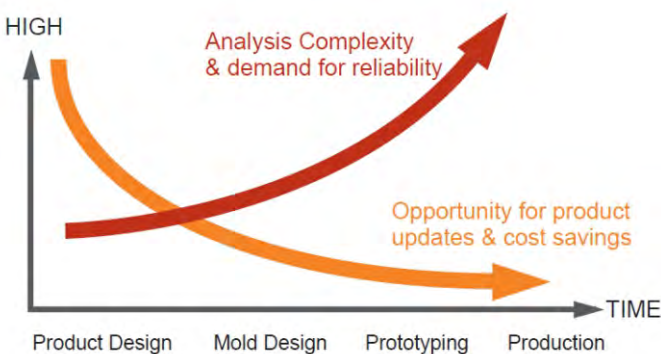 HIGH
Analysis Complexity
& demand for reliability
Opportunity for product
updates & cost savings
TIME
Product Design Mold Design Prototyping Production